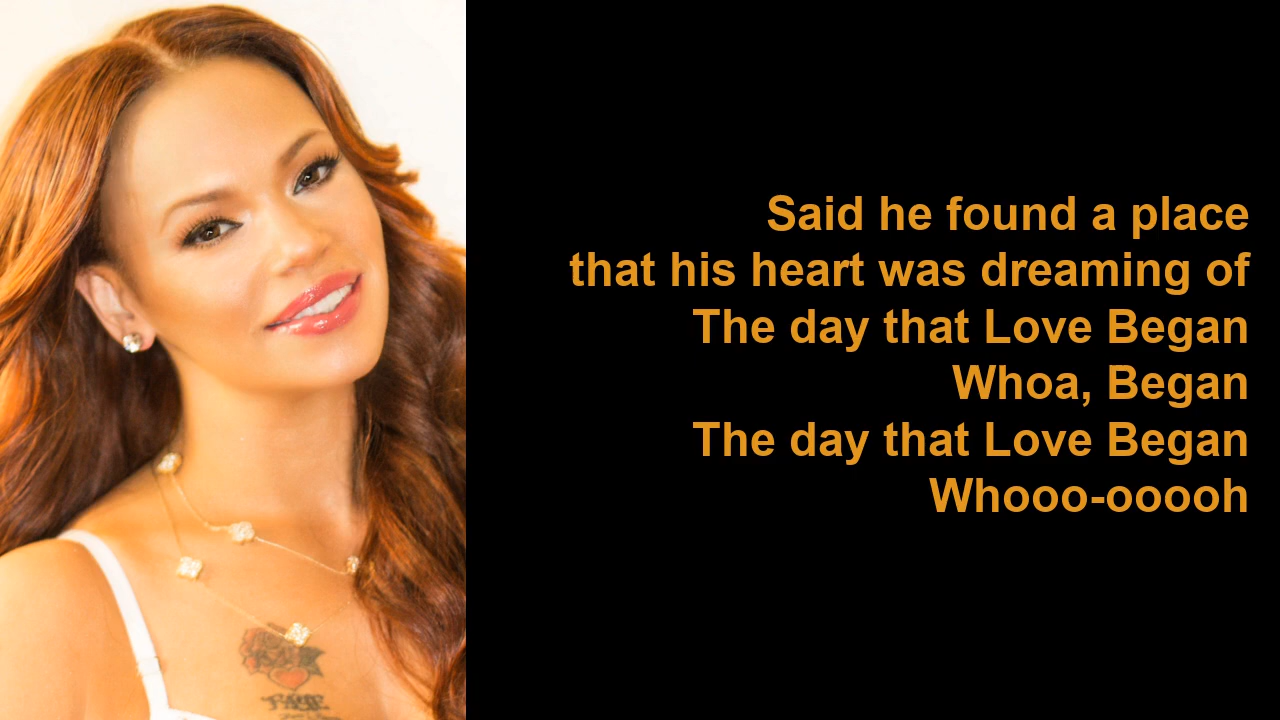 Said he found a place
that his heart was dreaming of
The day that Love Began
Whoa, Began
The day that Love Began
Whooo-ooooh